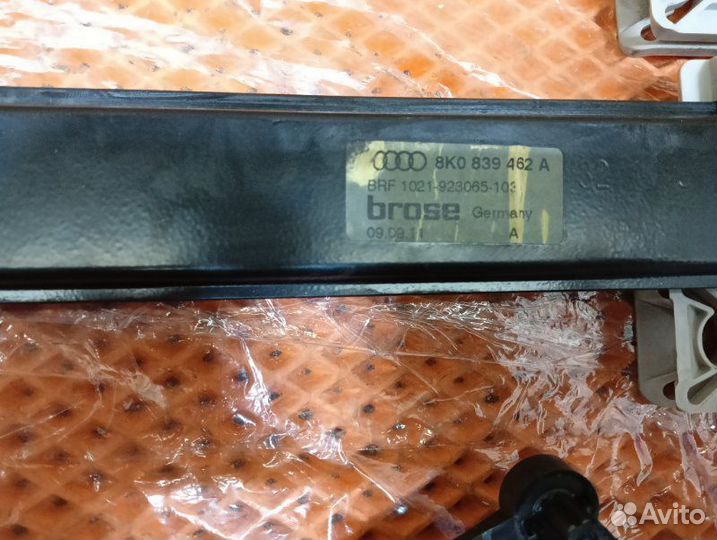 8K0 839 462 A
BRF 1021-923065-103
brose Germany
09.09.11 A
Avito